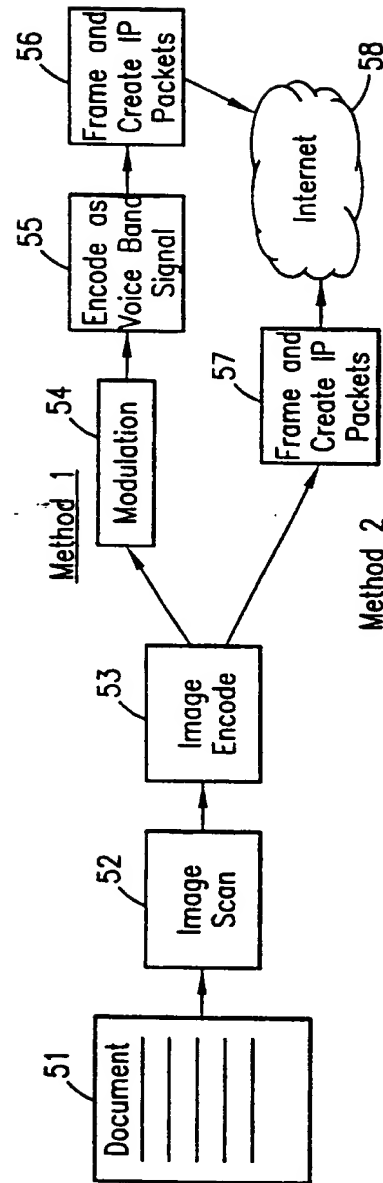 51
Document
52
Image
Scan
53
Image
Encode
Method 1
54
Modulation
55
Encode as
Voice Band
Signal
56
Frame and
Create IP
Packets
Method 2
57
Frame and
Create IP
Packets
Internet
58